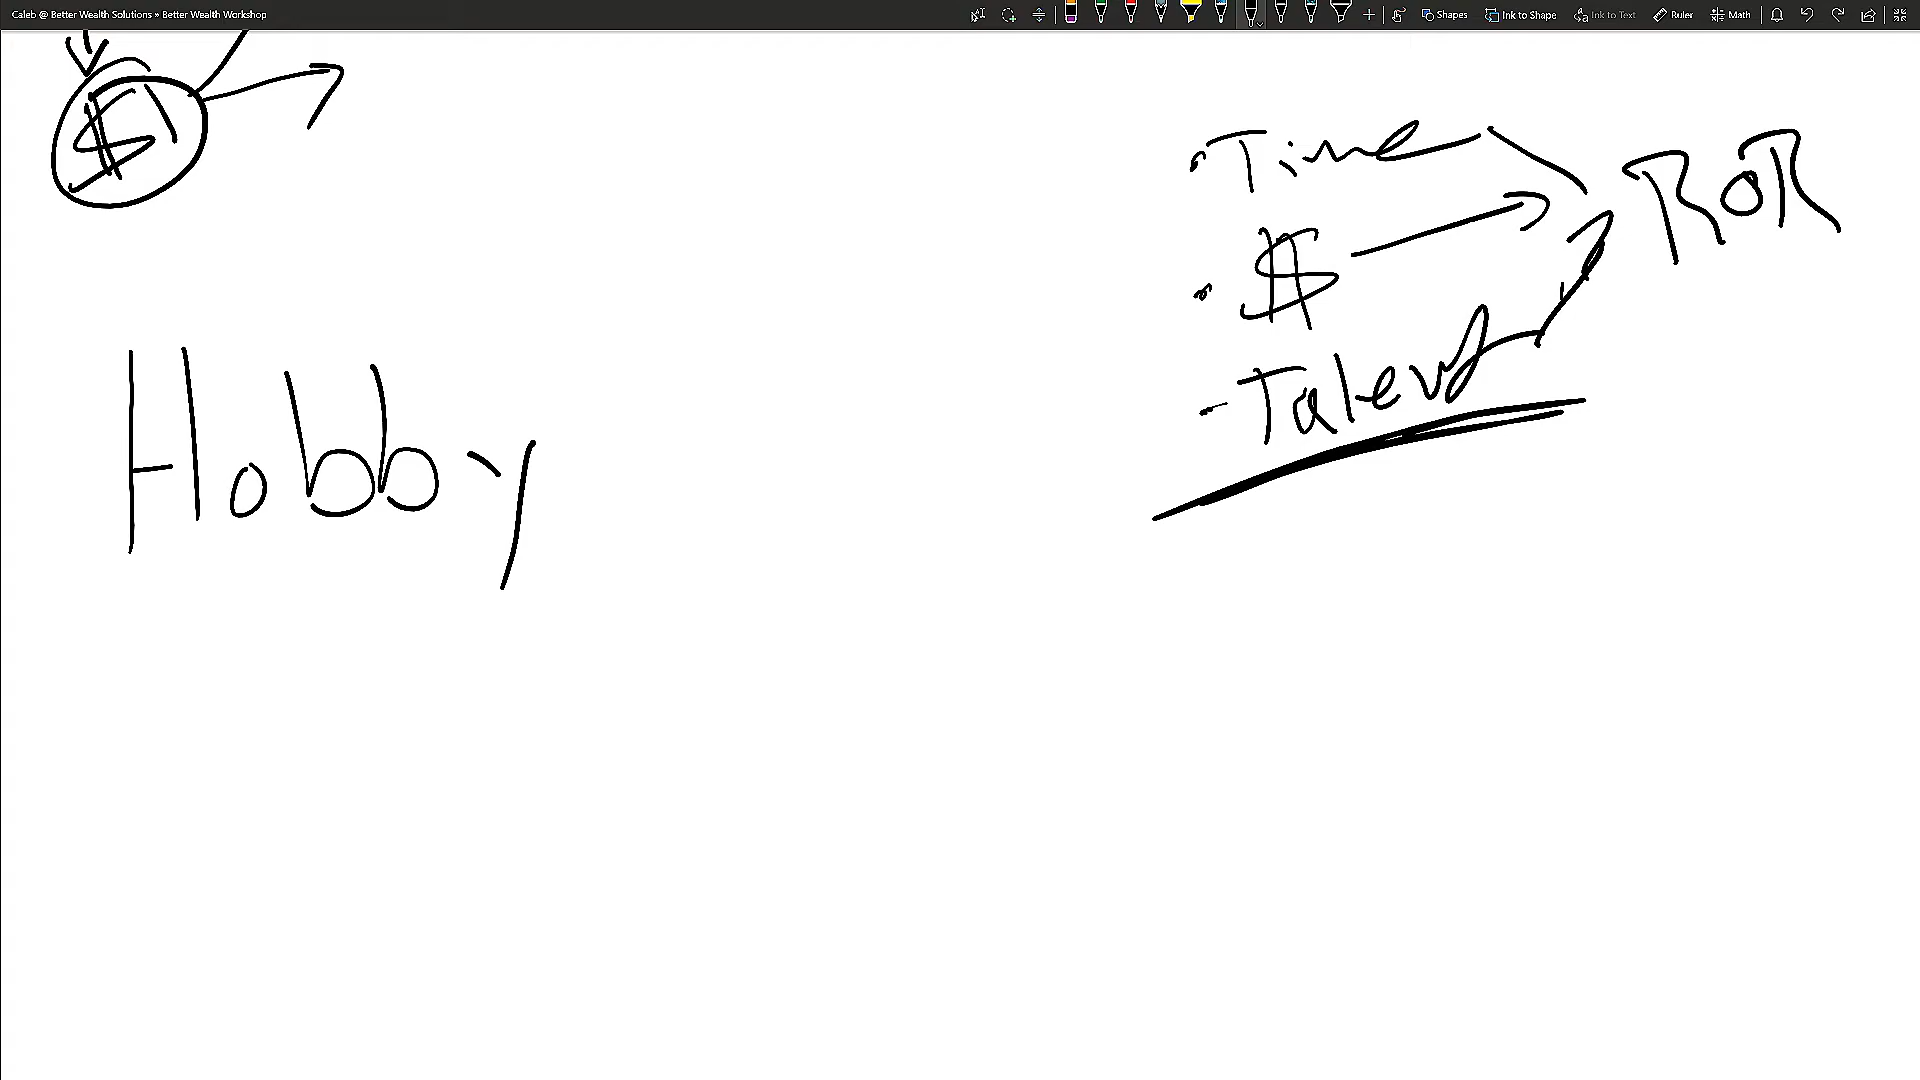 Caleb @ Better Wealth Solutions » Better Wealth Workshop
Shapes Ink to Shape Ink to Text Ruler Math
$
• Time
ROR
• $
- Talent
Hobby